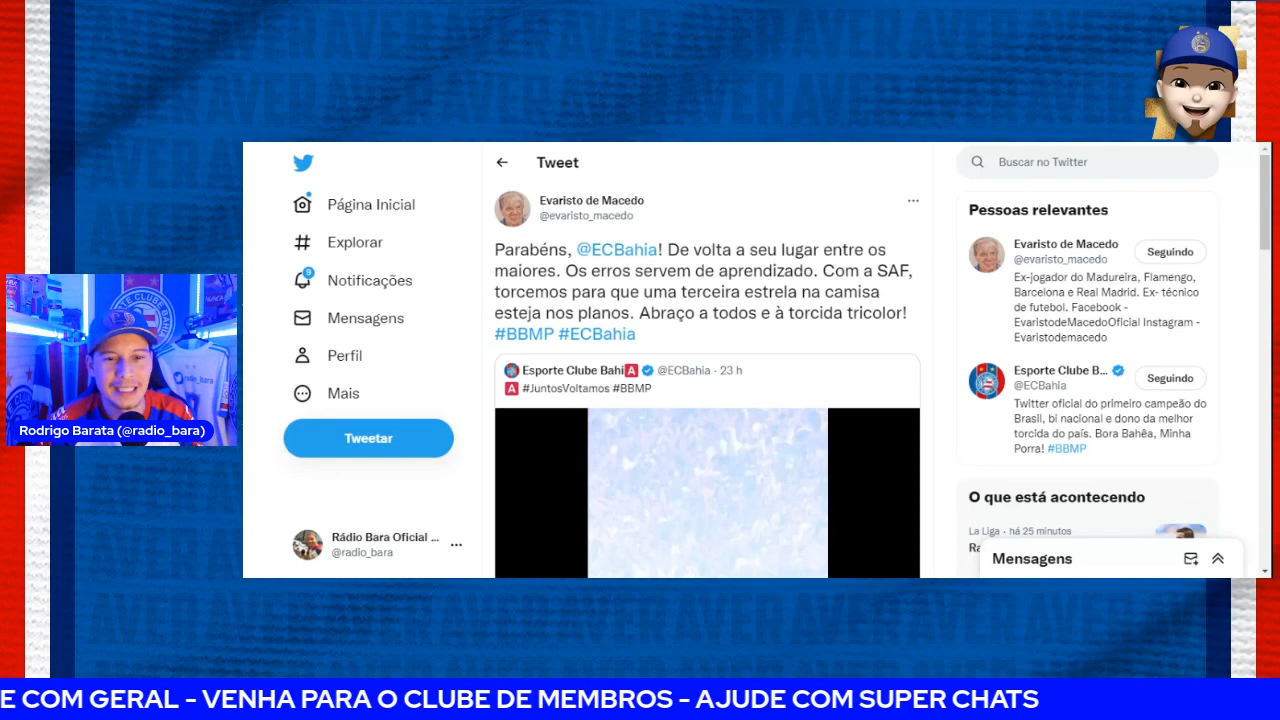 Página Inicial
Explorar
9
Notificações
Mensagens
Perfil
Mais
Tweetar
Rádio Bara Oficial ...
@radio_bara
Tweet
Evaristo de Macedo
@evaristo_macedo
Parabéns, @ECBahia! De volta a seu lugar entre os
maiores. Os erros servem de aprendizado. Com a SAF,
torcemos para que uma terceira estrela na camisa
esteja nos planos. Abraço a todos e à torcida tricolor!
#BBMP #ECBahia
Esporte Clube Bahi🅰 @ECBahia · 23 h
🅰 #JuntosVoltamos #BBMP
Buscar no Twitter
Pessoas relevantes
Evaristo de Macedo
@evaristo_macedo
Seguindo
Ex-jogador do Madureira, Flamengo,
Barcelona e Real Madrid. Ex- técnico
de futebol. Facebook -
EvaristodeMacedoOficial Instagram -
Evaristodemacedo
Esporte Clube B...
@ECBahia
Seguindo
Twitter oficial do primeiro campeão do
Brasil, bi nacional e dono da melhor
torcida do país. Bora Bahêa, Minha
Porra! #BBMP
O que está acontecendo
La Liga · há 25 minutos
Ra
Mensagens
Rodrigo Barata (@radio_bara)
E COM GERAL - VENHA PARA O CLUBE DE MEMBROS - AJUDE COM SUPER CHATS